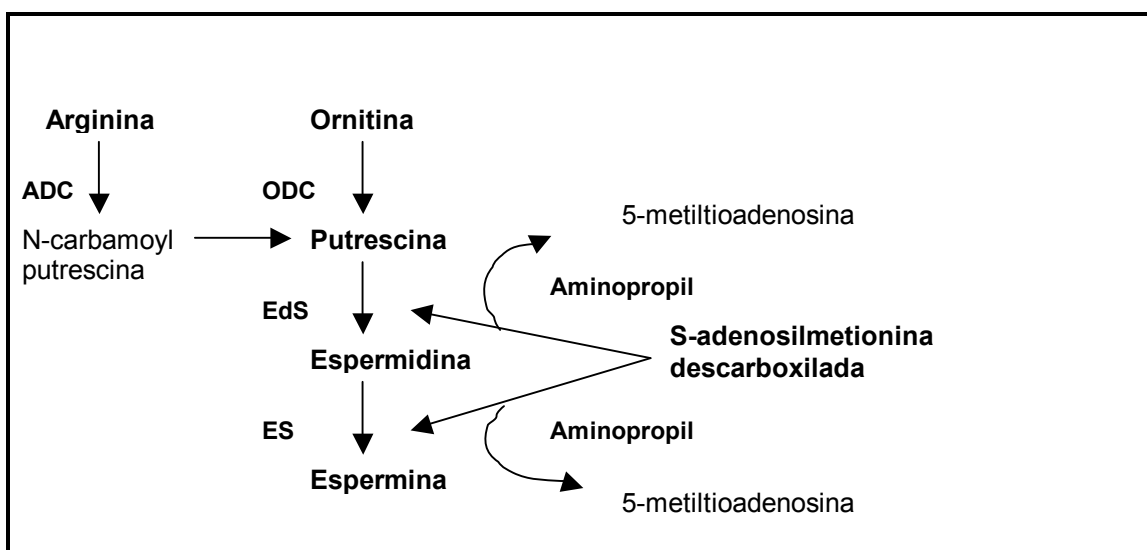 Arginina
Ornitina
ADC
ODC
N-carbamoyl
putrescina
Putrescina
5-metiltioadenosina
Aminopropil
EdS
S-adenosilmetionina
descarboxilada
Espermidina
ES
Aminopropil
Espermina
5-metiltioadenosina